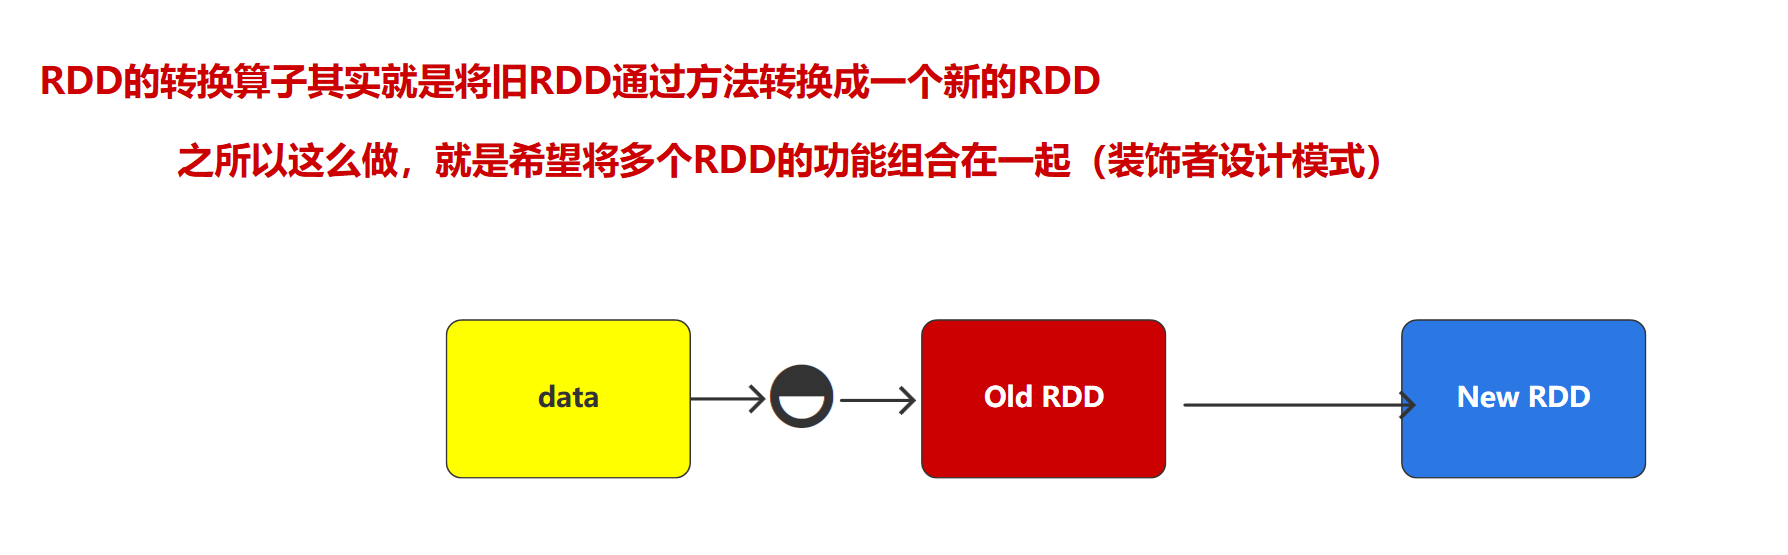 RDD的转换算子其实就是将旧RDD通过方法转换成一个新的RDD
之所以这么做，就是希望将多个RDD的功能组合在一起（装饰者设计模式）
data
Old RDD
New RDD